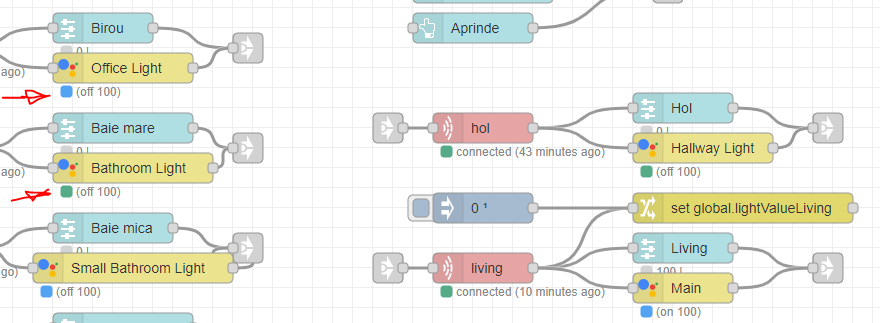 Birou
0 |
Office Light
ago)
(off 100)
Baie mare
0 |
Bathroom Light
ago)
(off 100)
Baie mica
0 |
Small Bathroom Light
go)
(off 100)
Aprinde
hol
connected (43 minutes ago)
Hol
0 |
Hallway Light
(off 100)
0 ¹
set global.lightValueLiving
living
connected (10 minutes ago)
Living
100 |
Main
(on 100)